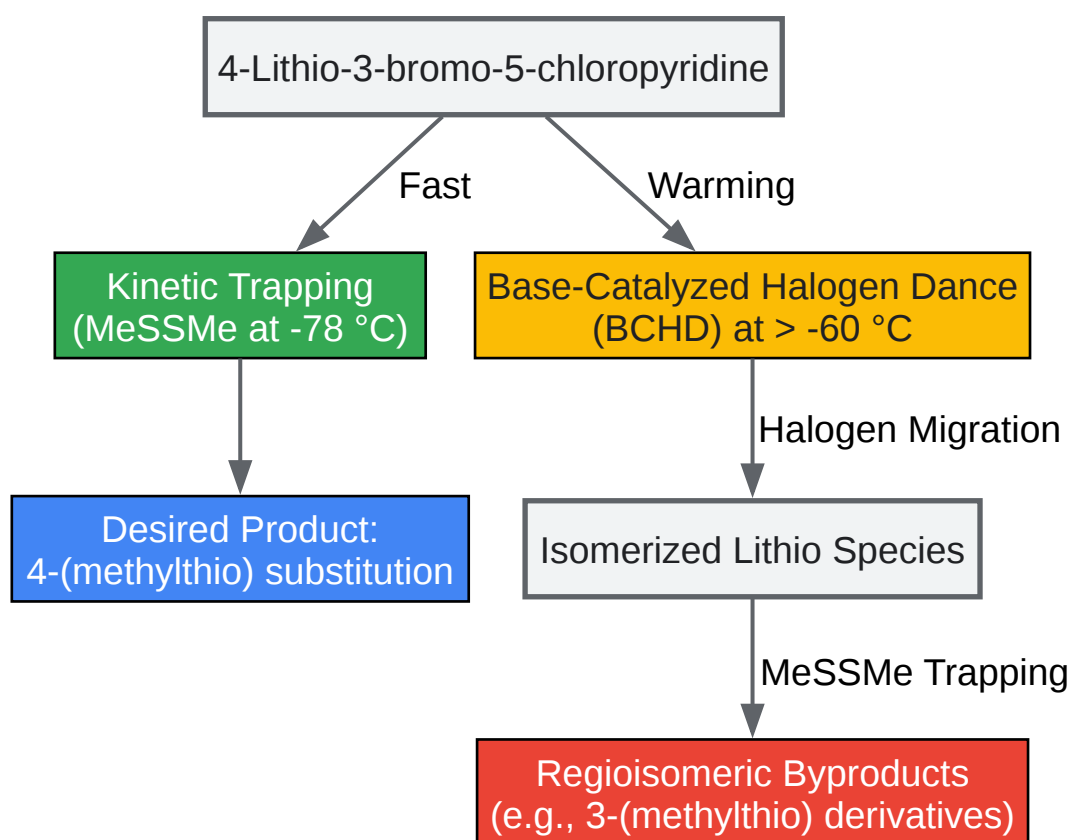 4-Lithio-3-bromo-5-chloropyridine
Fast
Warming
Kinetic Trapping
(MeSSMe at -78 °C)
Base-Catalyzed Halogen Dance
(BCHD) at > -60 °C
Halogen Migration
Desired Product:
4-(methylthio) substitution
Isomerized Lithio Species
MeSSMe Trapping
Regioisomeric Byproducts
(e.g., 3-(methylthio) derivatives)